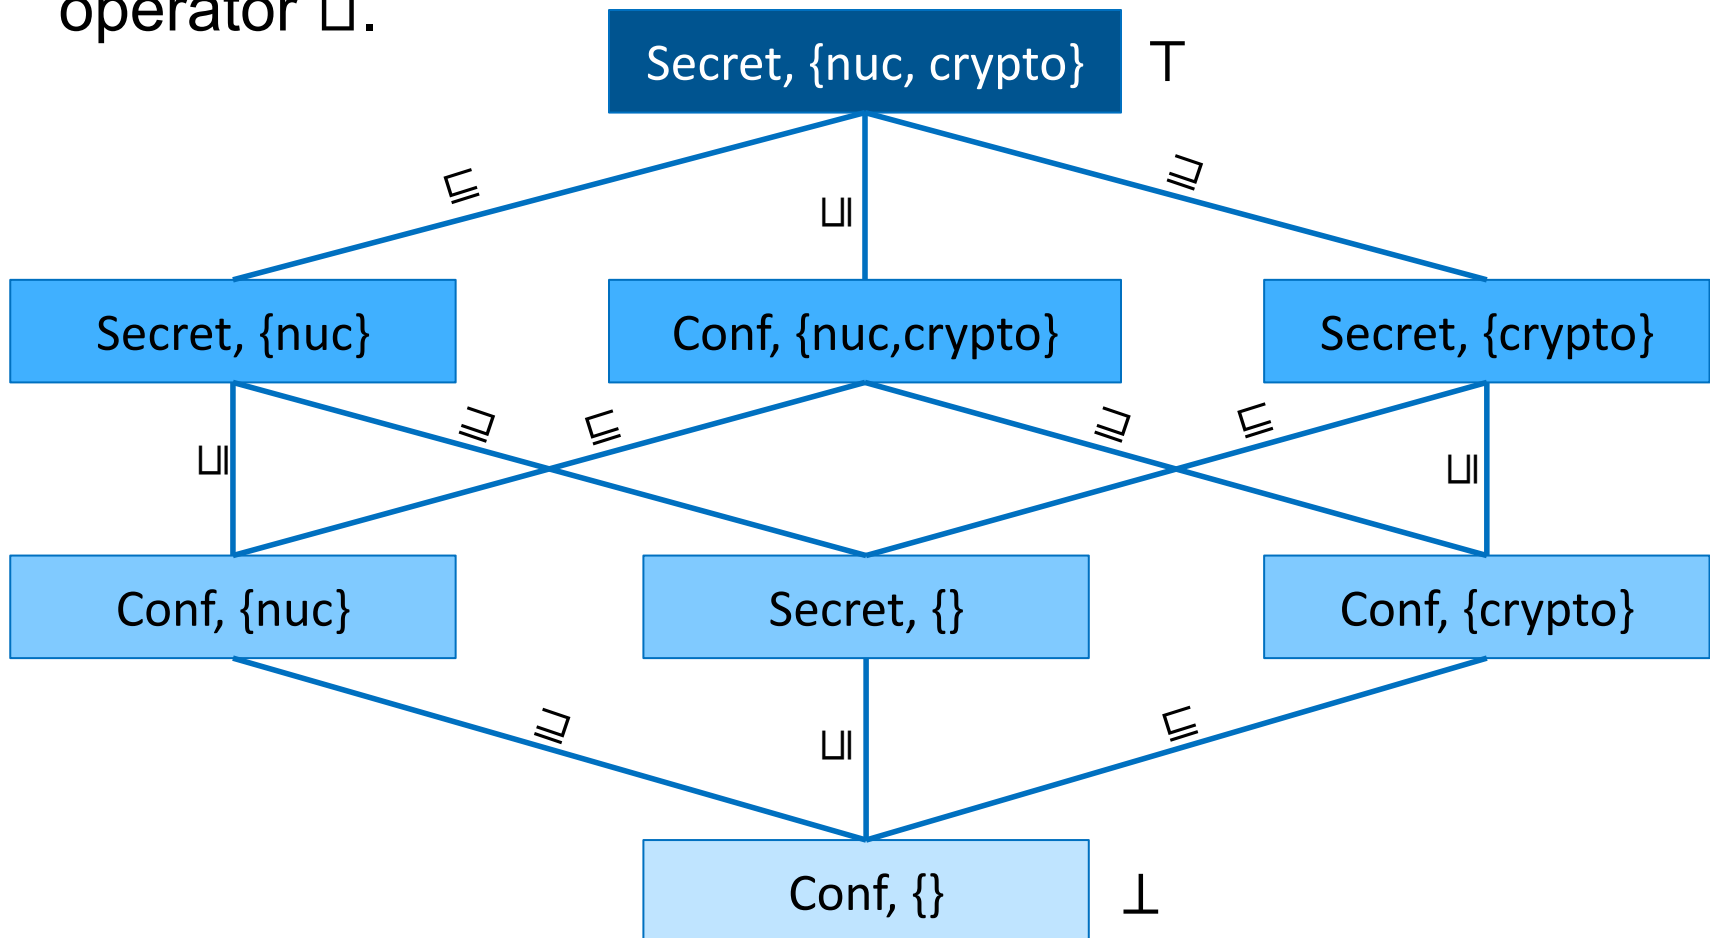 operator ⊔.
Secret, {nuc, crypto} ⊤
⊑ ⊑ ⊒
Secret, {nuc} Conf, {nuc,crypto} Secret, {crypto}
⊑ ⊒ ⊑ ⊒ ⊑ ⊑
Conf, {nuc} Secret, {} Conf, {crypto}
⊒ ⊑ ⊑
Conf, {} ⊥